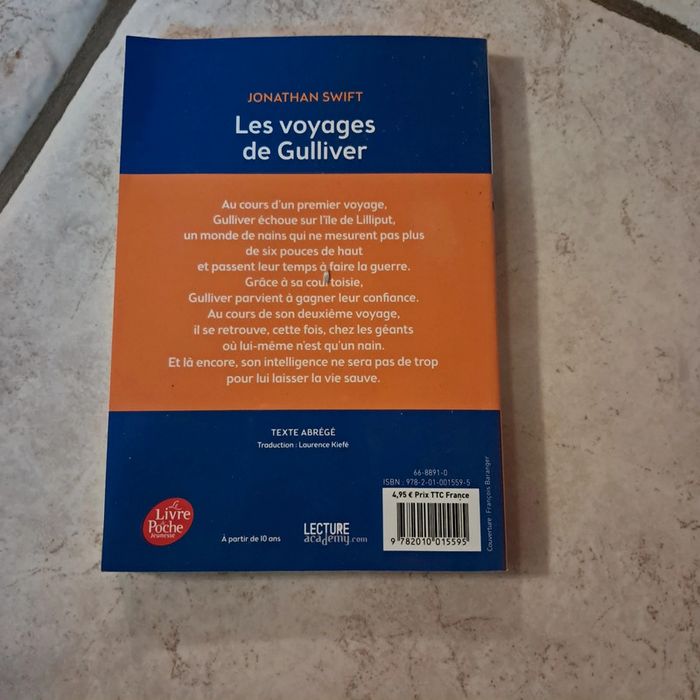 JONATHAN SWIFT
Les voyages
de Gulliver
Au cours d'un premier voyage,
Gulliver échoue sur l'île de Lilliput,
un monde de nains qui ne mesurent pas plus
de six pouces de haut
et passent leur temps à faire la guerre.
Grâce à sa courtoisie,
Gulliver parvient à gagner leur confiance.
Au cours de son deuxième voyage,
il se retrouve, cette fois, chez les géants
où lui-même n'est qu'un nain.
Et là encore, son intelligence ne sera pas de trop
pour lui laisser la vie sauve.
TEXTE ABRÉGÉ
Traduction : Laurence Kiefé
66-8891-0
ISBN : 978-2-01-001559-5
4,95 € Prix TTC France
9 782010 015595
Couverture : François Baranger
Le
Livre
de
Poche
Jeunesse
À partir de 10 ans
LECTURE
academy.com